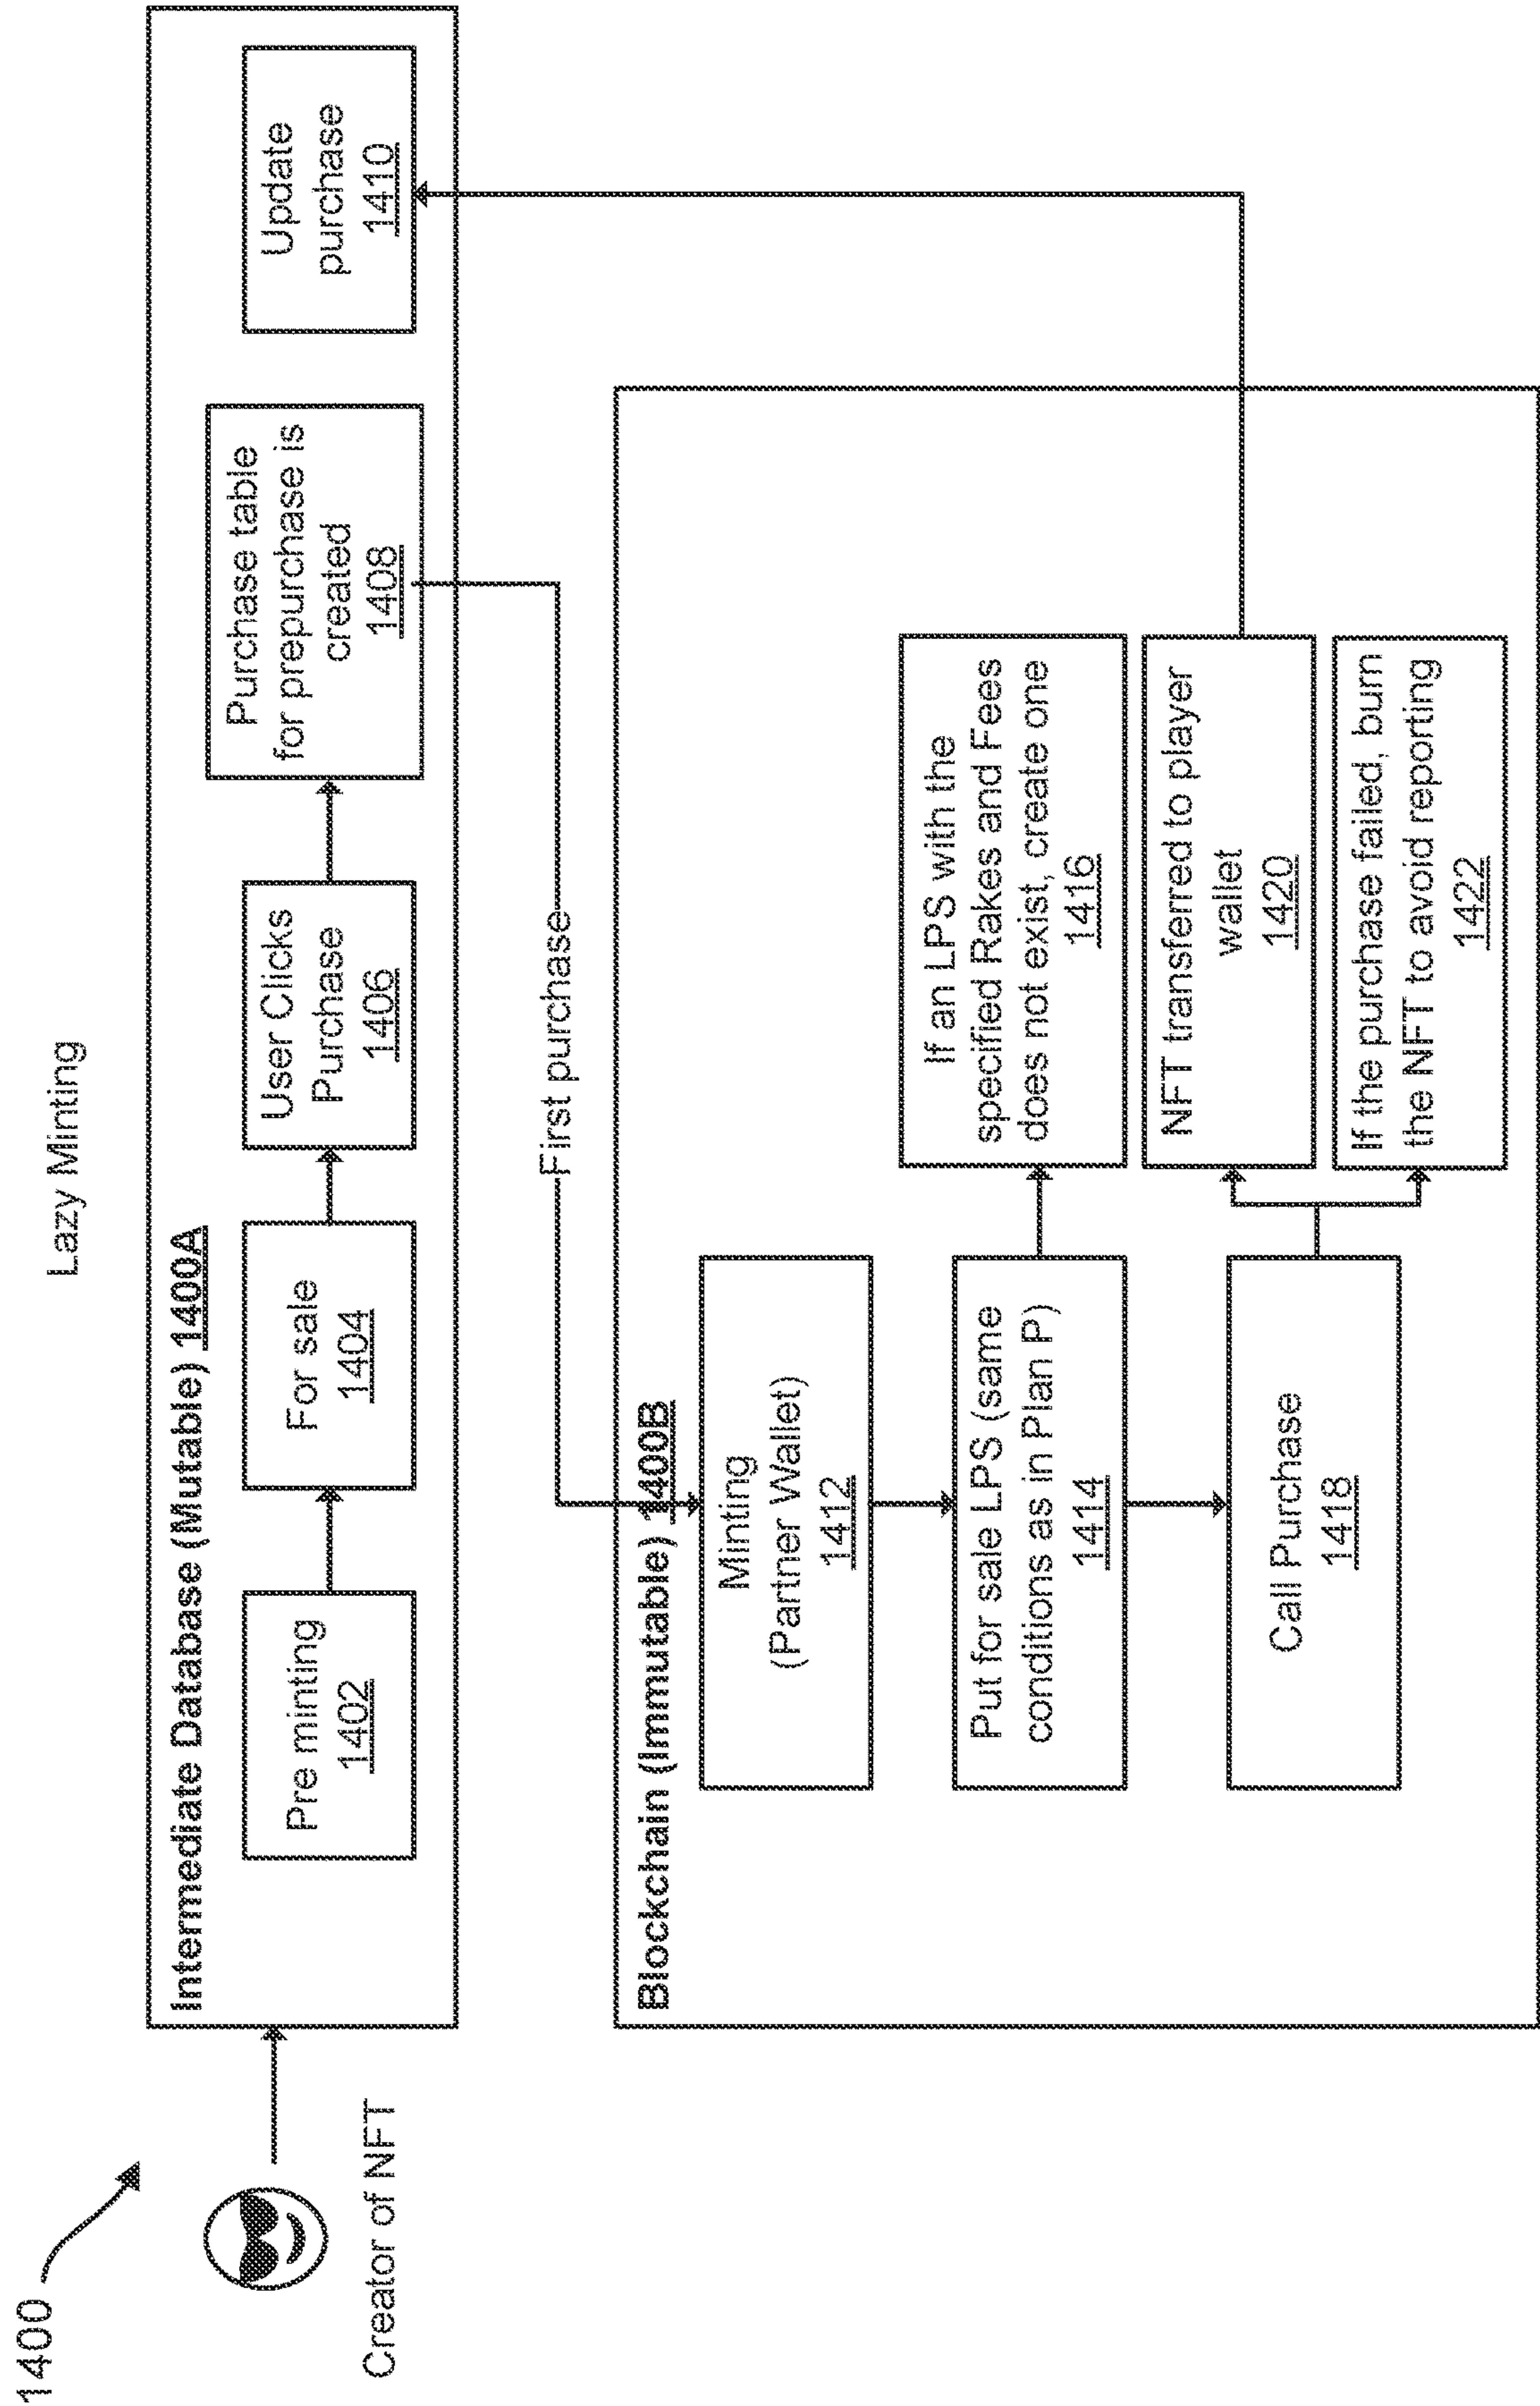 Lazy Minting
1400
Creator of NFT
Intermediate Database (Mutable) 1400A
Pre minting
1402
For sale
1404
User Clicks
Purchase
1406
Purchase table
for prepurchase is
created
1408
Update
purchase
1410
First purchase
Blockchain (Immutable) 1400B
Minting
(Partner Wallet)
1412
Put for sale LPS (same
conditions as in Plan P)
1414
If an LPS with the
specified Rakes and Fees
does not exist, create one
1416
Call Purchase
1418
NFT transferred to player
wallet
1420
If the purchase failed, burn
the NFT to avoid reporting
1422